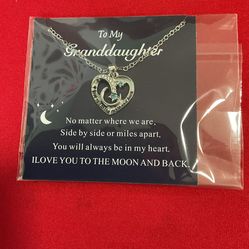 To My
Granddaughter
No matter where we are,
Side by side or miles apart,
You will always be in my heart.
I LOVE YOU TO THE MOON AND BACK.